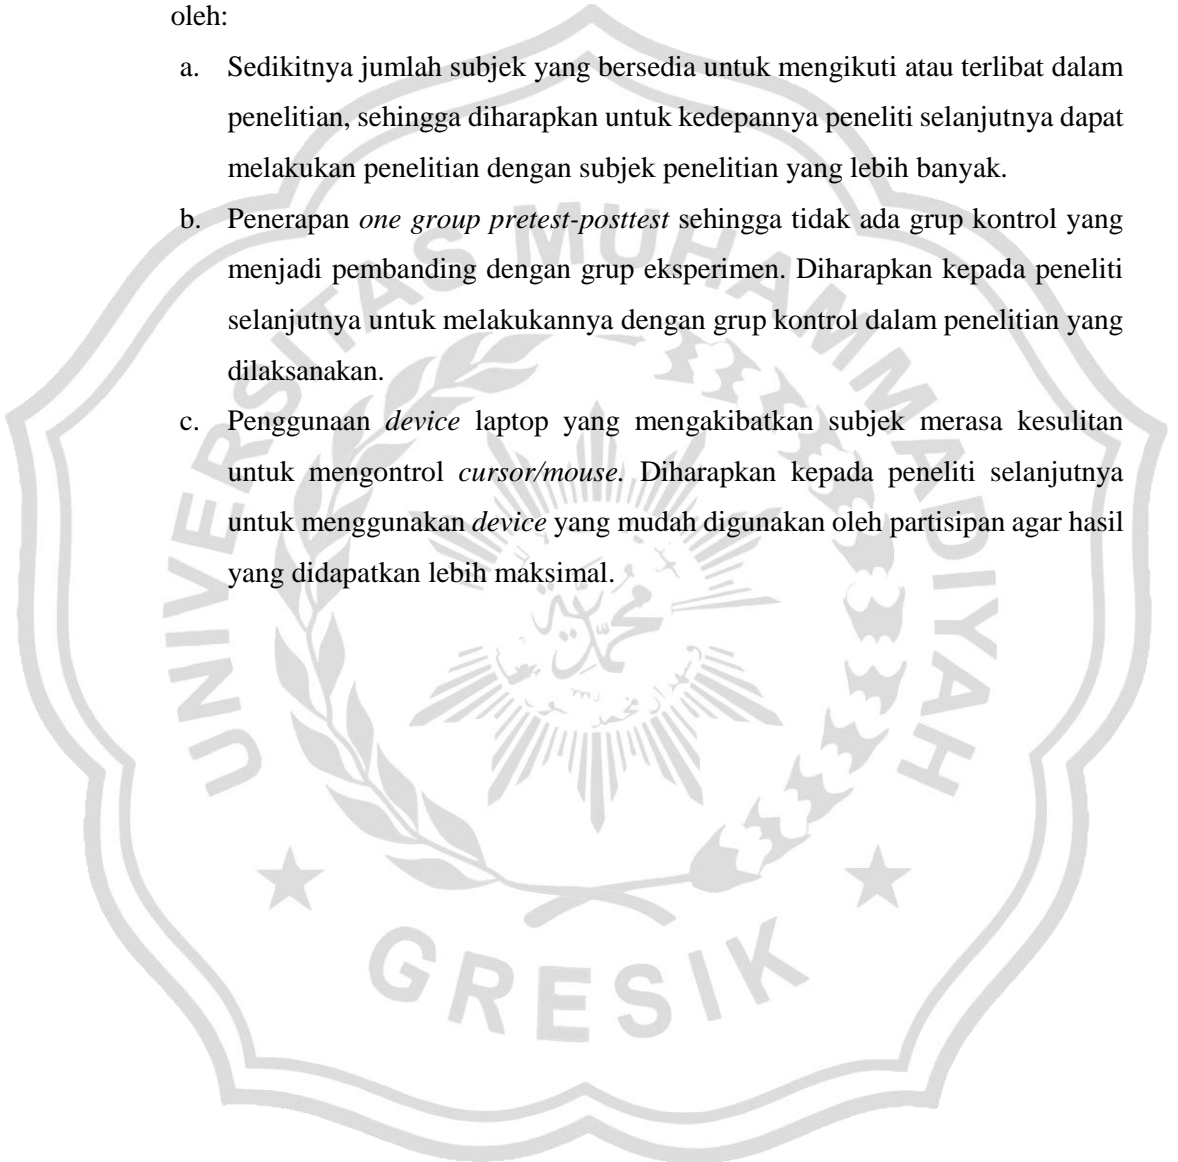 oleh:
a. Sedikitnya jumlah subjek yang bersedia untuk mengikuti atau terlibat dalam
penelitian, sehingga diharapkan untuk kedepannya peneliti selanjutnya dapat
melakukan penelitian dengan subjek penelitian yang lebih banyak.
b. Penerapan one group pretest-posttest sehingga tidak ada grup kontrol yang
menjadi pembanding dengan grup eksperimen. Diharapkan kepada peneliti
selanjutnya untuk melakukannya dengan grup kontrol dalam penelitian yang
dilaksanakan.
c. Penggunaan device laptop yang mengakibatkan subjek merasa kesulitan
untuk mengontrol cursor/mouse. Diharapkan kepada peneliti selanjutnya
untuk menggunakan device yang mudah digunakan oleh partisipan agar hasil
yang didapatkan lebih maksimal.
UNIVERSITAS MUHAMMADIYAH
GRESIK